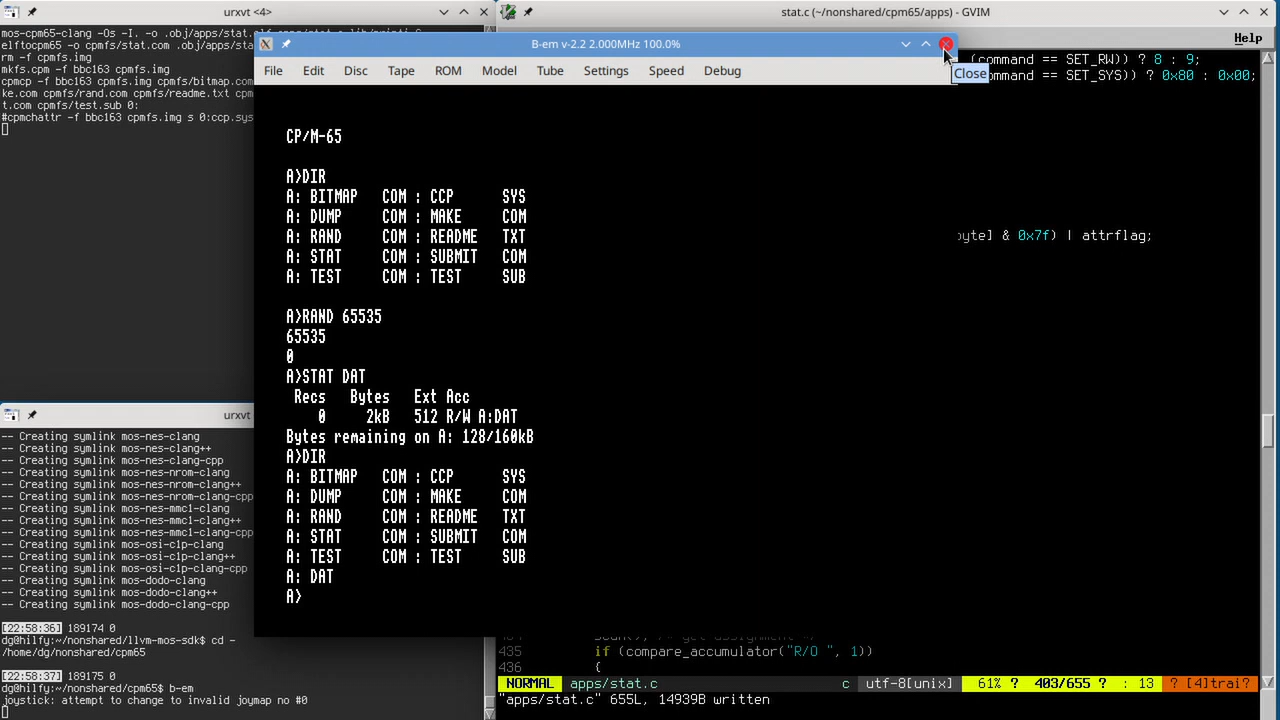 urxvt <4>
mos-cpm65-clang -Os -I. -o .obj/apps/stat
elftocpm65 -o cpmfs/stat.com .obj/apps/st
rm -f cpmfs.img
mkfs.cpm -f bbc163 cpmfs.img
cpmcp -f bbc163 cpmfs.img cpmfs/bitmap.com
ke.com cpmfs/rand.com cpmfs/readme.txt cpm
t.com cpmfs/test.sub 0:
#cpmchattr -f bbc163 cpmfs.img s 0:ccp.sys
stat.c (~/nonshared/cpm65/apps) - GVIM
Help
(command == SET_RW)) ? 8 : 9;
command == SET_SYS)) ? 0x80 : 0x00;
byte] & 0x7f) | attrflag;
B-em v-2.2 2.000MHz 100.0%
Close
File Edit Disc Tape ROM Model Tube Settings Speed Debug
CP/M-65
A>DIR
A: BITMAP COM : CCP SYS
A: DUMP COM : MAKE COM
A: RAND COM : README TXT
A: STAT COM : SUBMIT COM
A: TEST COM : TEST SUB
A>RAND 65535
65535
0
A>STAT DAT
Recs Bytes Ext Acc
0 2kB 512 R/W A:DAT
Bytes remaining on A: 128/160kB
A>DIR
A: BITMAP COM : CCP SYS
A: DUMP COM : MAKE COM
A: RAND COM : README TXT
A: STAT COM : SUBMIT COM
A: TEST COM : TEST SUB
A: DAT
A>
urxvt
-- Creating symlink mos-nes-clang
-- Creating symlink mos-nes-clang++
-- Creating symlink mos-nes-clang-cpp
-- Creating symlink mos-nes-nrom-clang
-- Creating symlink mos-nes-nrom-clang++
-- Creating symlink mos-nes-nrom-clang-cpp
-- Creating symlink mos-nes-mmc1-clang
-- Creating symlink mos-nes-mmc1-clang++
-- Creating symlink mos-nes-mmc1-clang-cpp
-- Creating symlink mos-osi-c1p-clang
-- Creating symlink mos-osi-c1p-clang++
-- Creating symlink mos-osi-c1p-clang-cpp
-- Creating symlink mos-dodo-clang
-- Creating symlink mos-dodo-clang++
-- Creating symlink mos-dodo-clang-cpp
[22:58:36] 189174 0
dg@hilfy:~/nonshared/llvm-mos-sdk$ cd -
/home/dg/nonshared/cpm65
[22:58:37] 189175 0
dg@hilfy:~/nonshared/cpm65$ b-em
joystick: attempt to change to invalid joymap no #0
435 if (compare_accumulator("R/O ", 1))
436 {
NORMAL apps/stat.c c utf-8[unix] 61% ? 403/655 ? : 13 ? [4]trai?
"apps/stat.c" 655L, 14939B written